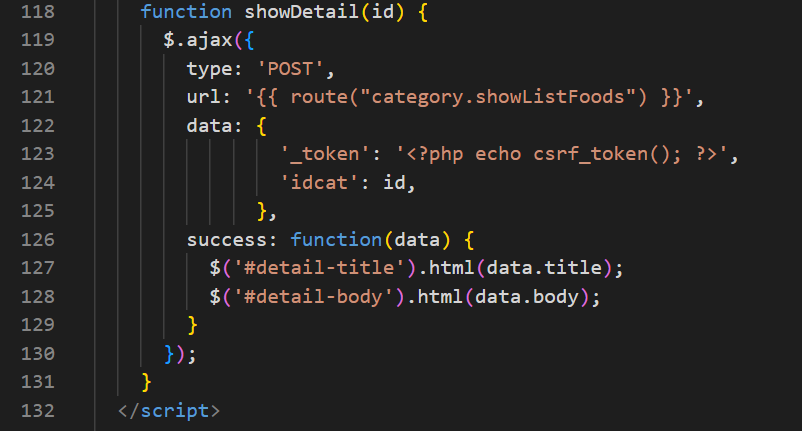 118 function showDetail(id) {
119 $.ajax({
120 type: 'POST',
121 url: '{{ route("category.showListFoods") }}',
122 data: {
123 '_token': '<?php echo csrf_token(); ?>',
124 'idcat': id,
125 },
126 success: function(data) {
127 $('#detail-title').html(data.title);
128 $('#detail-body').html(data.body);
129 }
130 });
131 }
132 </script>